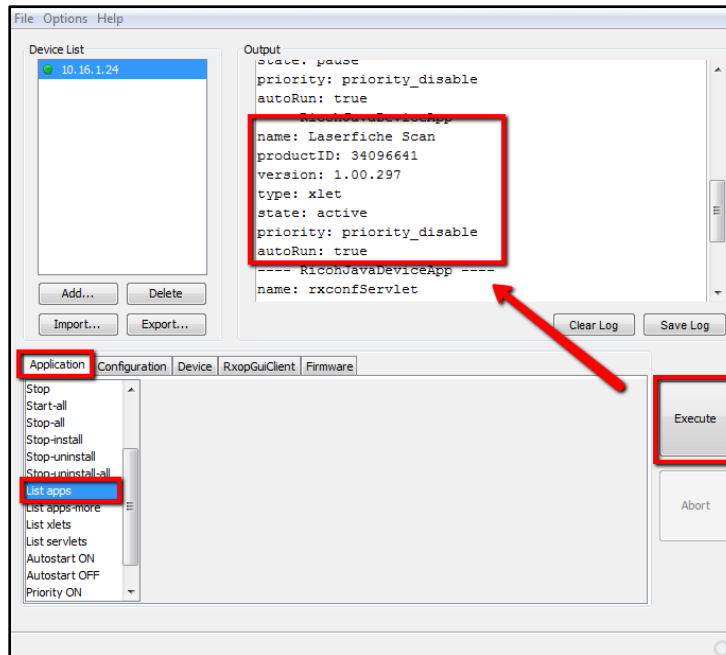 File Options Help
Device List
10.16.1.24
Add...
Delete
Import...
Export...
Output
state: pause
priority: priority_disable
autoRun: true
---- RicohJavaDeviceApp ----
name: Laserfiche Scan
productID: 34096641
version: 1.00.297
type: xlet
state: active
priority: priority_disable
autoRun: true
---- RicohJavaDeviceApp ----
name: rxconfServlet
Clear Log
Save Log
Application Configuration Device RxopGuiClient Firmware
Stop
Start-all
Stop-all
Stop-install
Stop-uninstall
Stop-uninstall-all
List apps
List apps-more
List xlets
List servlets
Autostart ON
Autostart OFF
Priority ON
Execute
Abort